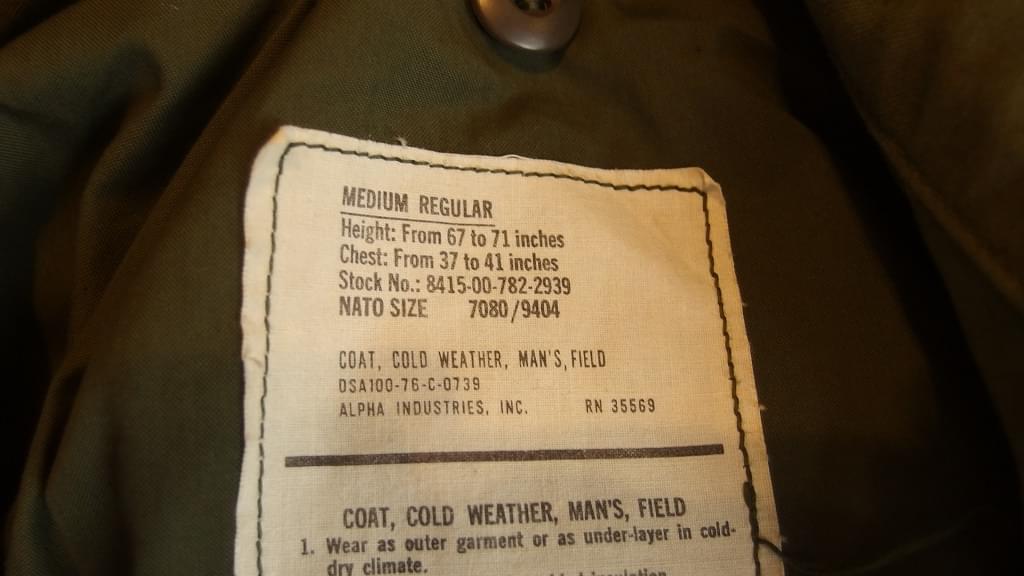 MEDIUM REGULAR
Height: From 67 to 71 inches
Chest: From 37 to 41 inches
Stock No.: 8415-00-782-2939
NATO SIZE 7080/9404
COAT, COLD WEATHER, MAN'S, FIELD
DSA100-76-C-0739
ALPHA INDUSTRIES, INC. RN 35569
COAT, COLD WEATHER, MAN'S, FIELD
1. Wear as outer garment or as under-layer in cold-
dry climate.